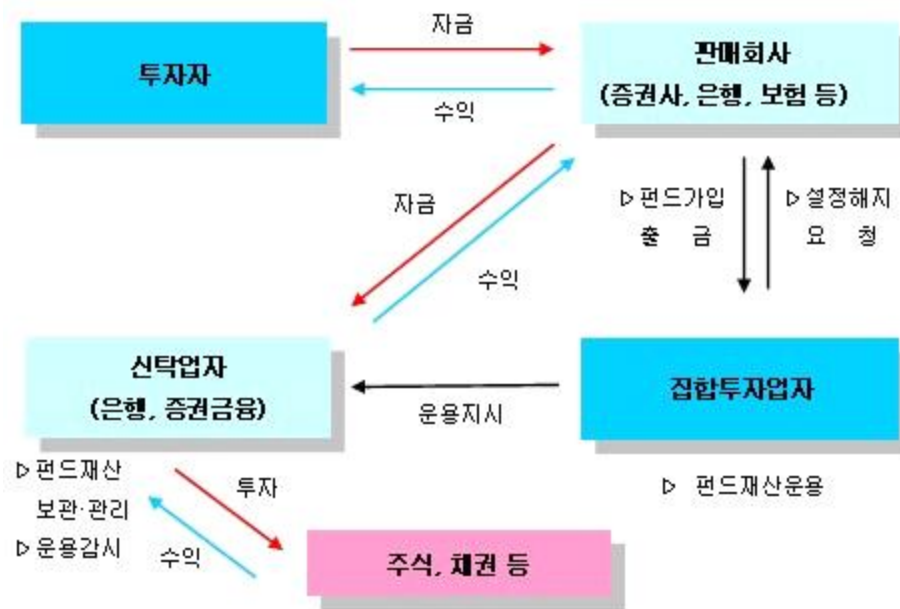 자금
투자자
판매회사
(증권사, 은행, 보험 등)
수익
자금
▷펀드가입
출 금
▷설정해지
요 청
수익
신탁업자
(은행, 증권금융)
집합투자업자
운용지시
▷펀드재산
보관·관리
▷운용감시
투자
수익
▷ 펀드재산운용
주식, 채권 등